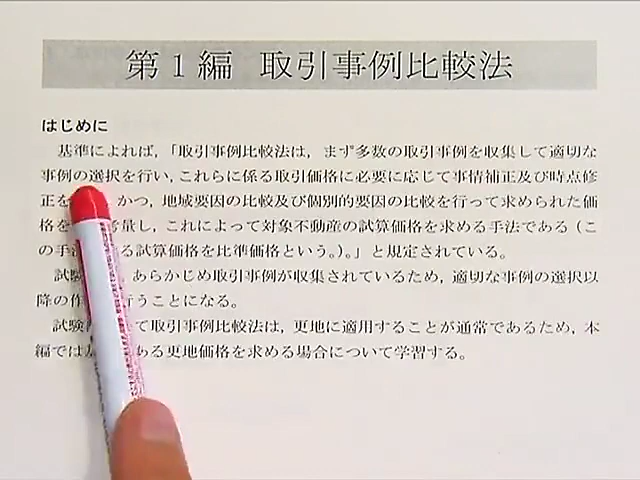 第１編 取引事例比較法
はじめに
基準によれば，「取引事例比較法は，まず多数の取引事例を収集して適切な
事例の選択を行い，これらに係る取引価格に必要に応じて事情補正及び時点修
正を かつ，地域要因の比較及び個別的要因の比較を行って求められた価
格を 考量し，これによって対象不動産の試算価格を求める手法である（こ
の手法 る試算価格を比準価格という。）。」と規定されている。
試験 あらかじめ取引事例が収集されているため，適切な事例の選択以
降の作 行うことになる。
試験 て取引事例比較法は，更地に適用することが通常であるため，本
編では ある更地価格を求める場合について学習する。